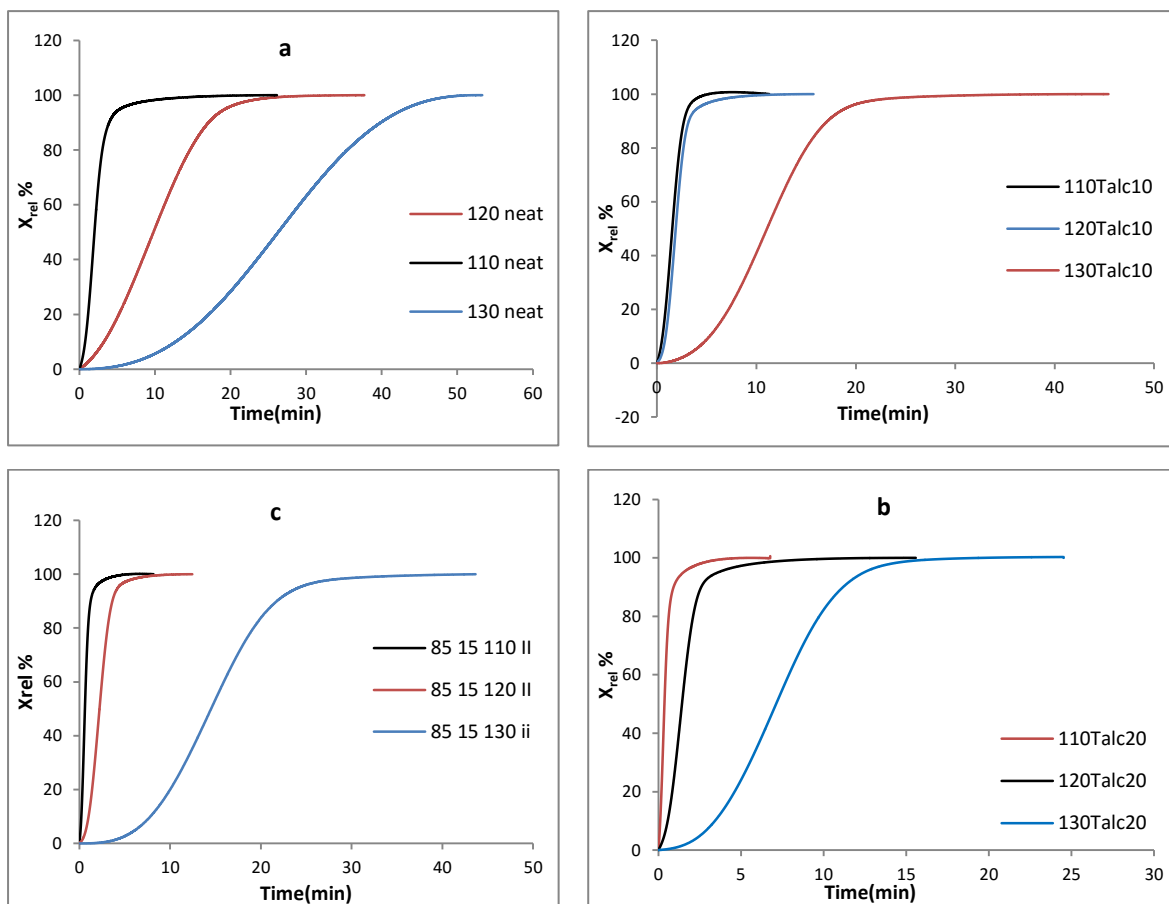 a
120
100
80
60
40
20
0
X_rel %
120 neat
110 neat
130 neat
0 10 20 30 40 50 60
Time(min)
120
100
80
60
40
20
0
-20
X_rel %
110Talc10
120Talc10
130Talc10
0 10 20 30 40 50
Time(min)
c
120
100
80
60
40
20
0
Xrel %
85 15 110 II
85 15 120 II
85 15 130 ii
0 10 20 30 40 50
Time(min)
b
120
100
80
60
40
20
0
X_rel %
110Talc20
120Talc20
130Talc20
0 5 10 15 20 25 30
Time(min)